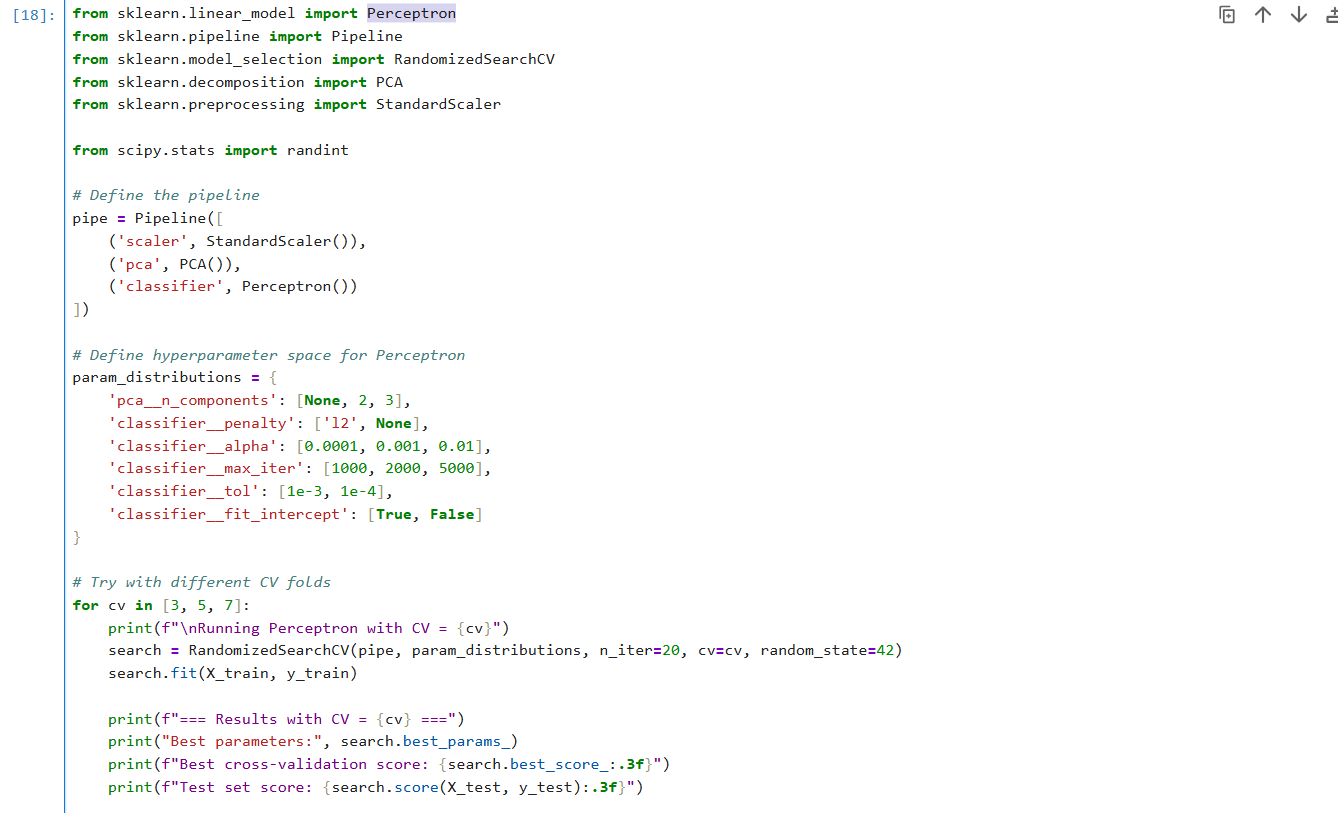 [18]:
from sklearn.linear_model import Perceptron
from sklearn.pipeline import Pipeline
from sklearn.model_selection import RandomizedSearchCV
from sklearn.decomposition import PCA
from sklearn.preprocessing import StandardScaler

from scipy.stats import randint

# Define the pipeline
pipe = Pipeline([
    ('scaler', StandardScaler()),
    ('pca', PCA()),
    ('classifier', Perceptron())
])

# Define hyperparameter space for Perceptron
param_distributions = {
    'pca__n_components': [None, 2, 3],
    'classifier__penalty': ['l2', None],
    'classifier__alpha': [0.0001, 0.001, 0.01],
    'classifier__max_iter': [1000, 2000, 5000],
    'classifier__tol': [1e-3, 1e-4],
    'classifier__fit_intercept': [True, False]
}

# Try with different CV folds
for cv in [3, 5, 7]:
    print(f"\nRunning Perceptron with CV = {cv}")
    search = RandomizedSearchCV(pipe, param_distributions, n_iter=20, cv=cv, random_state=42)
    search.fit(X_train, y_train)

    print(f"=== Results with CV = {cv} ===")
    print("Best parameters:", search.best_params_)
    print(f"Best cross-validation score: {search.best_score_:.3f}")
    print(f"Test set score: {search.score(X_test, y_test):.3f}")